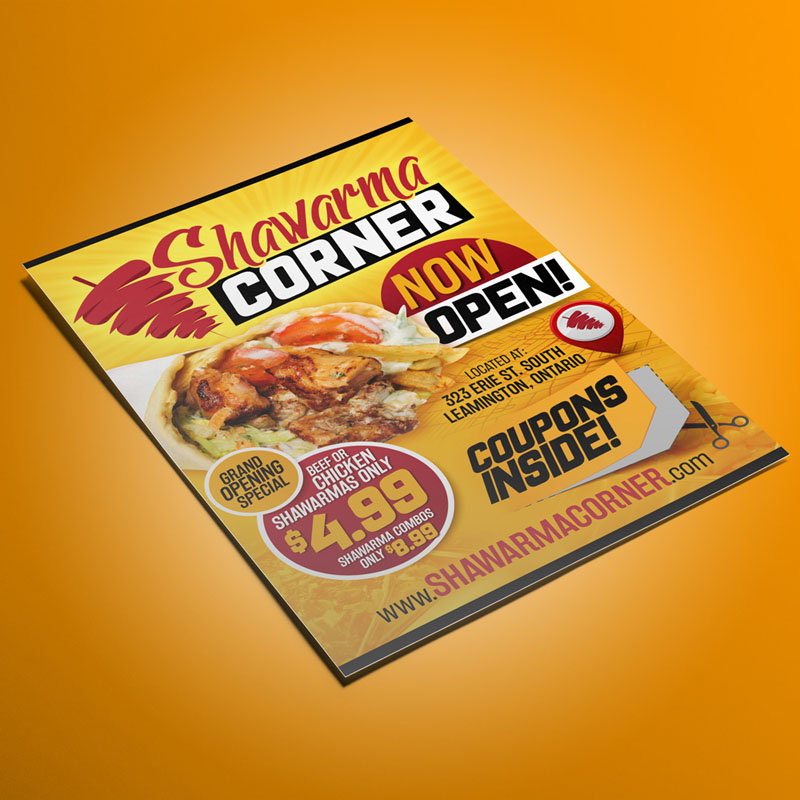 Shawarma
CORNER
NOW
OPEN!
LOCATED AT:
323 ERIE ST. SOUTH
LEAMINGTON, ONTARIO
COUPONS
INSIDE!
GRAND
OPENING
SPECIAL
BEEF OR
CHICKEN
SHAWARMAS ONLY
$4.99
SHAWARMA COMBOS
ONLY $8.99
www.SHAWARMACORNER.com